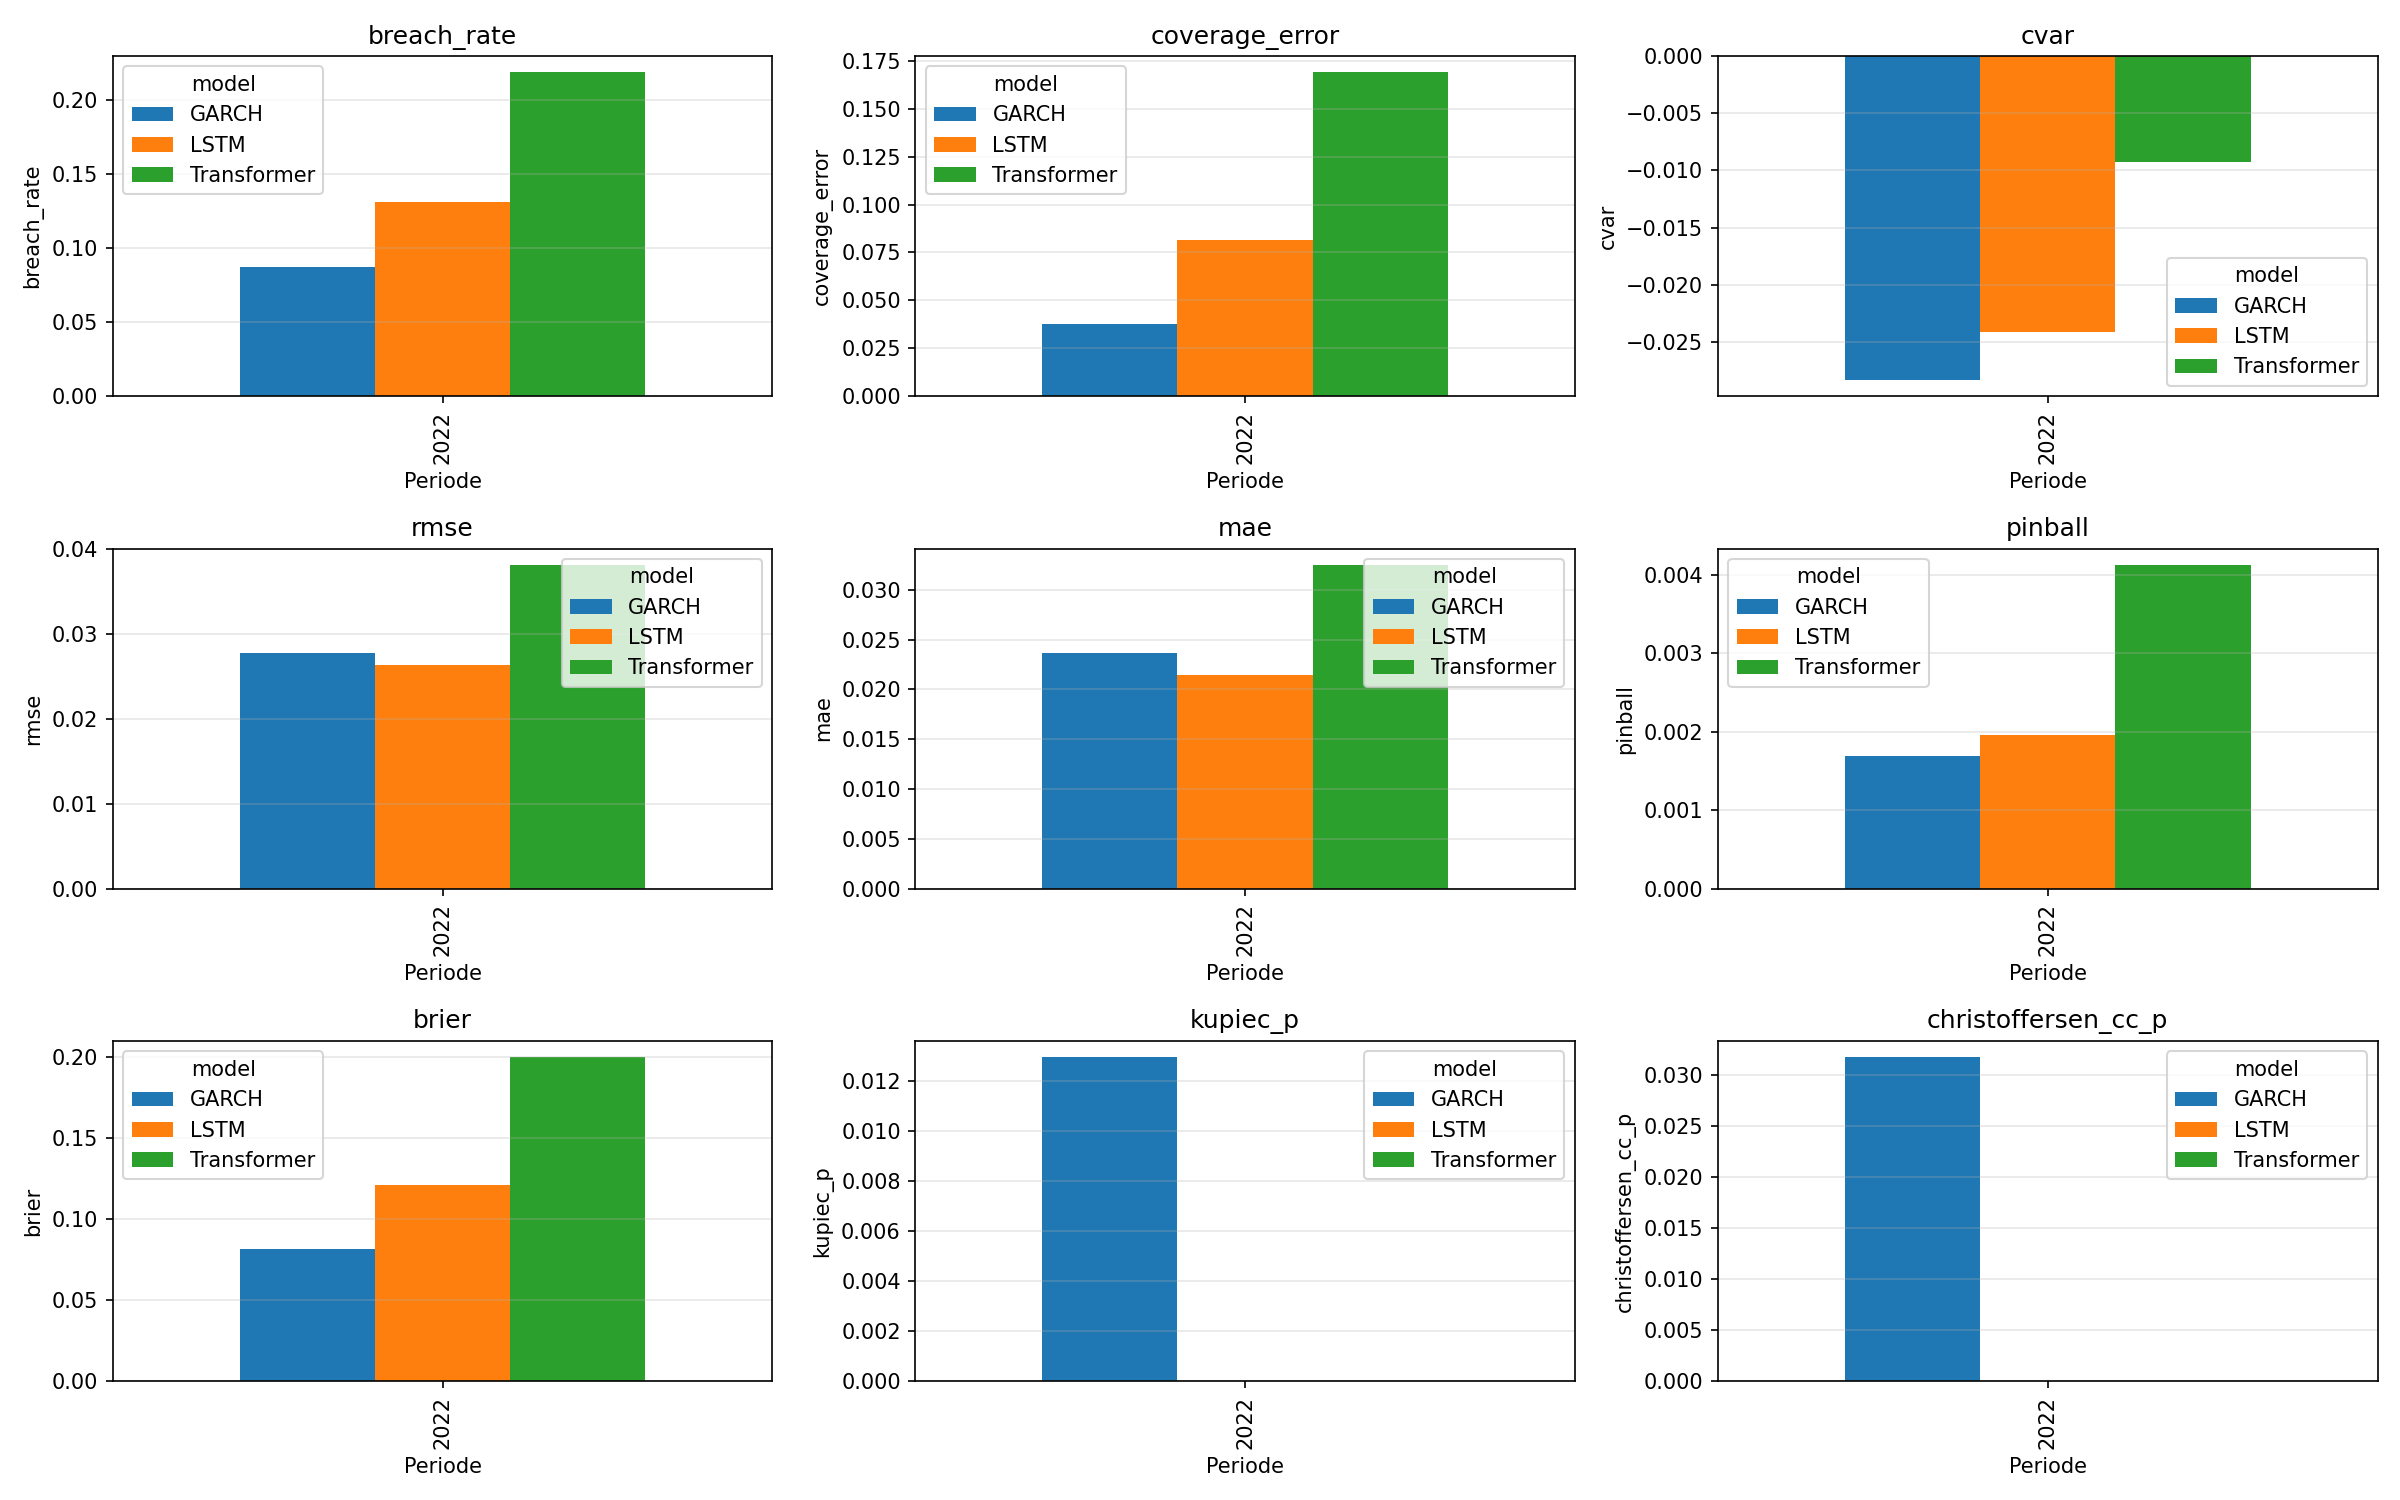 breach_rate
breach_rate
0.20
0.15
0.10
0.05
0.00
model
GARCH
LSTM
Transformer
2022
Periode
coverage_error
coverage_error
0.175
0.150
0.125
0.100
0.075
0.050
0.025
0.000
model
GARCH
LSTM
Transformer
2022
Periode
cvar
cvar
0.000
−0.005
−0.010
−0.015
−0.020
−0.025
model
GARCH
LSTM
Transformer
2022
Periode
rmse
rmse
0.04
0.03
0.02
0.01
0.00
model
GARCH
LSTM
Transformer
2022
Periode
mae
mae
0.030
0.025
0.020
0.015
0.010
0.005
0.000
model
GARCH
LSTM
Transformer
2022
Periode
pinball
pinball
0.004
0.003
0.002
0.001
0.000
model
GARCH
LSTM
Transformer
2022
Periode
brier
brier
0.20
0.15
0.10
0.05
0.00
model
GARCH
LSTM
Transformer
2022
Periode
kupiec_p
kupiec_p
0.012
0.010
0.008
0.006
0.004
0.002
0.000
model
GARCH
LSTM
Transformer
2022
Periode
christoffersen_cc_p
christoffersen_cc_p
0.030
0.025
0.020
0.015
0.010
0.005
0.000
model
GARCH
LSTM
Transformer
2022
Periode